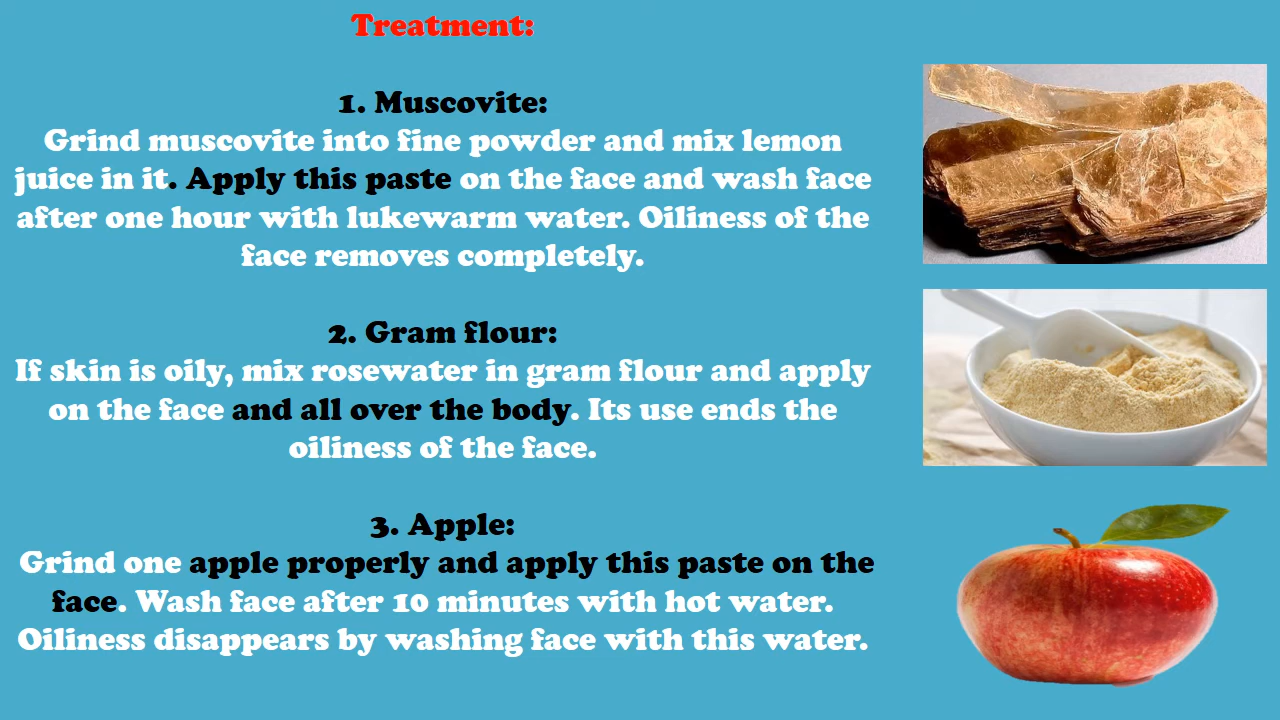 Treatment:
1. Muscovite:
Grind muscovite into fine powder and mix lemon
juice in it. Apply this paste on the face and wash face
after one hour with lukewarm water. Oiliness of the
face removes completely.
2. Gram flour:
If skin is oily, mix rosewater in gram flour and apply
on the face and all over the body. Its use ends the
oiliness of the face.
3. Apple:
Grind one apple properly and apply this paste on the
face. Wash face after 10 minutes with hot water.
Oiliness disappears by washing face with this water.